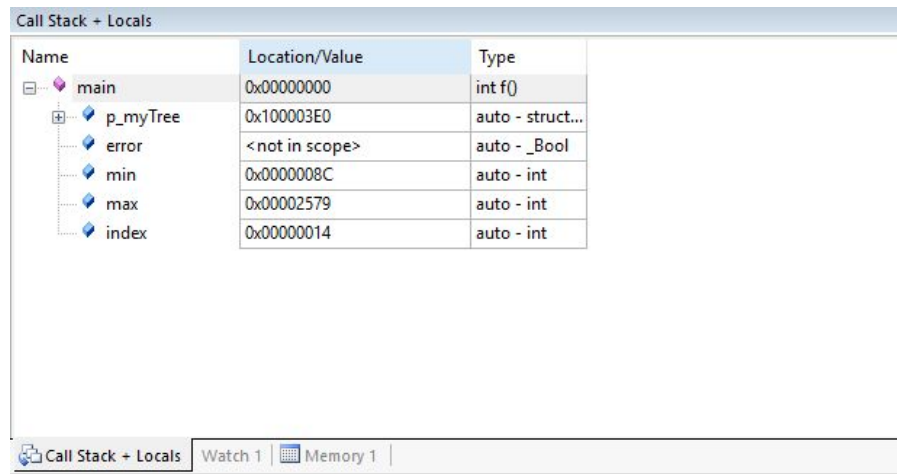 Call Stack + Locals
Name Location/Value Type
main 0x00000000 int f()
p_myTree 0x100003E0 auto - struct...
error <not in scope> auto - _Bool
min 0x0000008C auto - int
max 0x00002579 auto - int
index 0x00000014 auto - int
Call Stack + Locals Watch 1 Memory 1